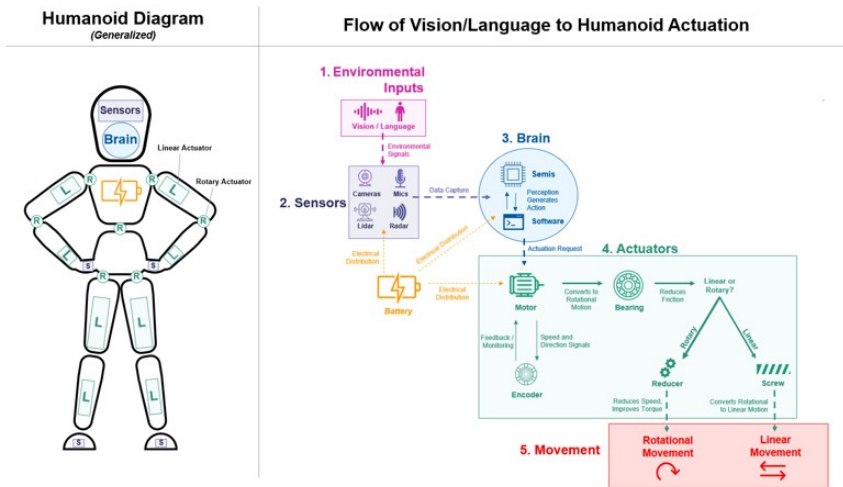 Humanoid Diagram
(Generalized)
Sensors
Brain
Linear Actuator
Rotary Actuator
R
R
L
L
R
R
R
L
L
S
S
R
R
L
L
L
L
S
S
Flow of Vision/Language to Humanoid Actuation
1. Environmental
Inputs
Vision / Language
Environmental
Signals
2. Sensors
Cameras
Mics
Lidar
Radar
Data Capture
3. Brain
Semis
Perception
Generates
Action
Software
Electrical
Distribution
Electrical Distribution
Actuation Request
Battery
Electrical
Distribution
4. Actuators
Motor
Converts to
Rotational
Motion
Bearing
Reduces
Friction
Linear or
Rotary?
Feedback /
Monitoring
Speed and
Direction Signals
Encoder
Rotary
Linear
Reducer
Screw
Reduces Speed,
Improves Torque
Converts Rotational
to Linear Motion
5. Movement
Rotational
Movement
Linear
Movement